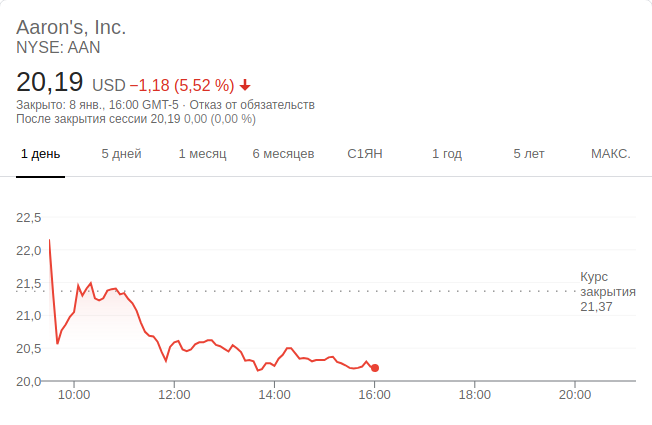 Aaron's, Inc.
NYSE: AAN
20,19 USD −1,18 (5,52 %)
Закрыто: 8 янв., 16:00 GMT-5 · Отказ от обязательств
После закрытия сессии 20,19 0,00 (0,00 %)
1 день 5 дней 1 месяц 6 месяцев С1ЯН 1 год 5 лет МАКС.
22,5
22,0
21,5
21,0
20,5
20,0
Курс
закрытия
21,37
10:00 12:00 14:00 16:00 18:00 20:00